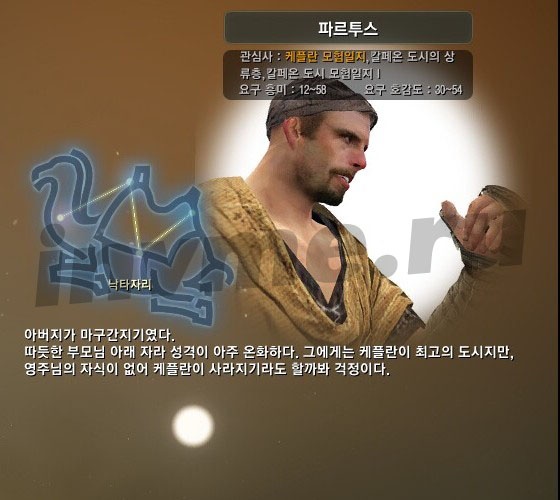 파르투스
관심사 : 케플란 모험일지,칼페온 도시의 상
류층,칼페온 도시 모험일지 I
요구 흥미 : 12~58 요구 호감도 : 30~54
낙타자리
아버지가 마구간지기였다.
따듯한 부모님 아래 자라 성격이 아주 온화하다. 그에게는 케플란이 최고의 도시지만,
영주님의 자식이 없어 케플란이 사라지기라도 할까봐 걱정이다.